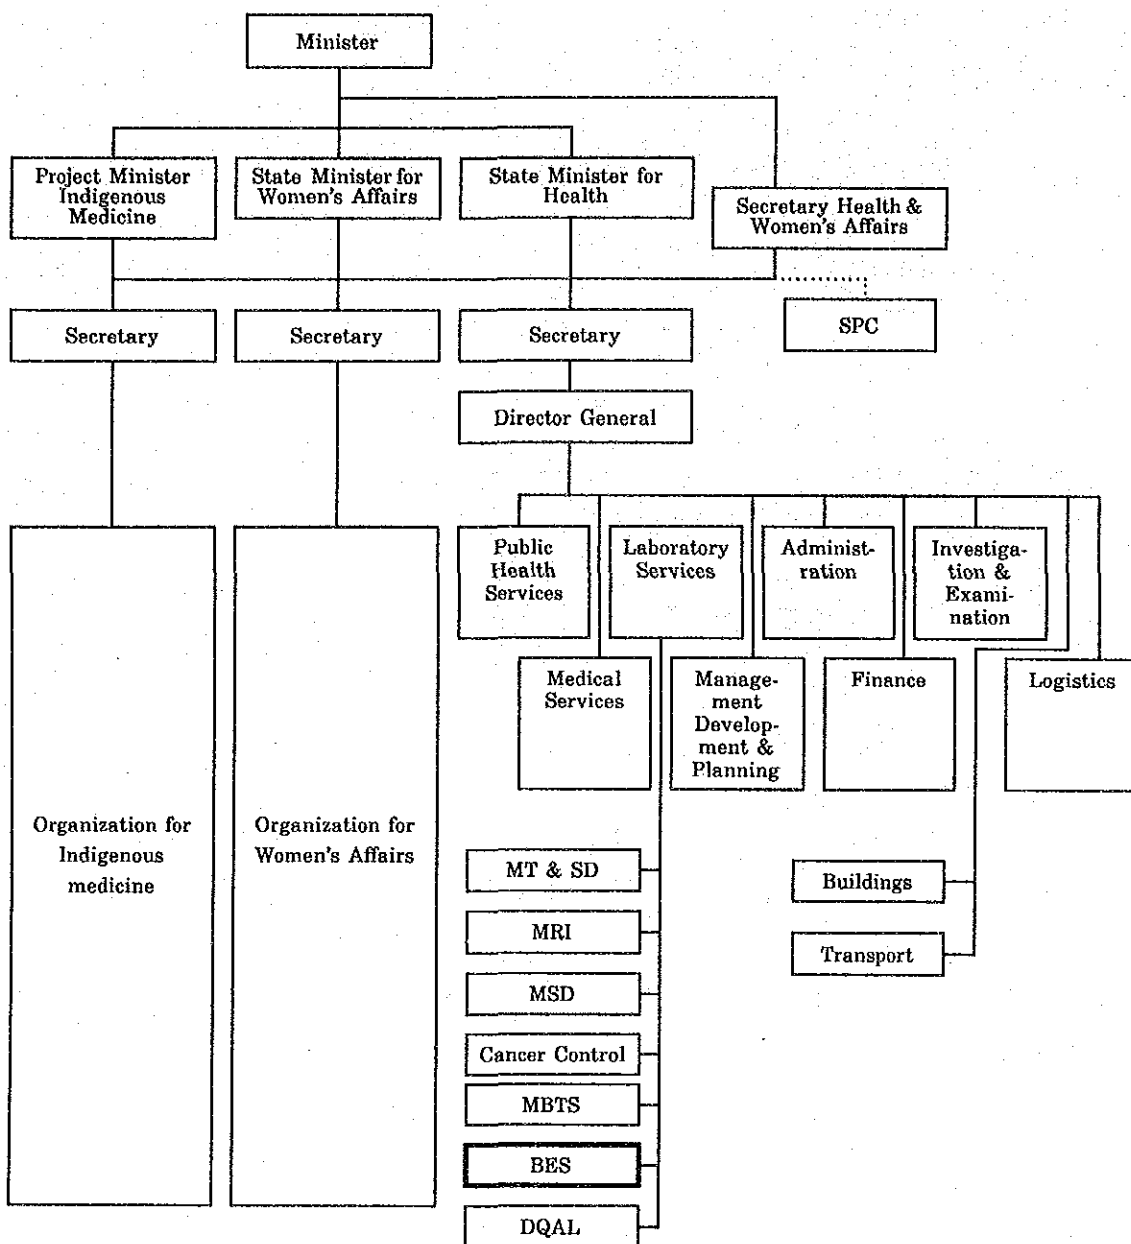 Minister
Project Minister
Indigenous
Medicine
State Minister for
Women's Affairs
State Minister for
Health
Secretary Health &
Women's Affairs
Secretary
Secretary
Secretary
SPC
Director General
Public
Health
Services
Laboratory
Services
Administ-
ration
Investiga-
tion &
Exami-
nation
Medical
Services
Manage-
ment
Develop-
ment &
Planning
Finance
Logistics
Organization for
Indigenous
medicine
Organization for
Women's Affairs
MT & SD
MRI
MSD
Cancer Control
MBTS
BES
DQAL
Buildings
Transport